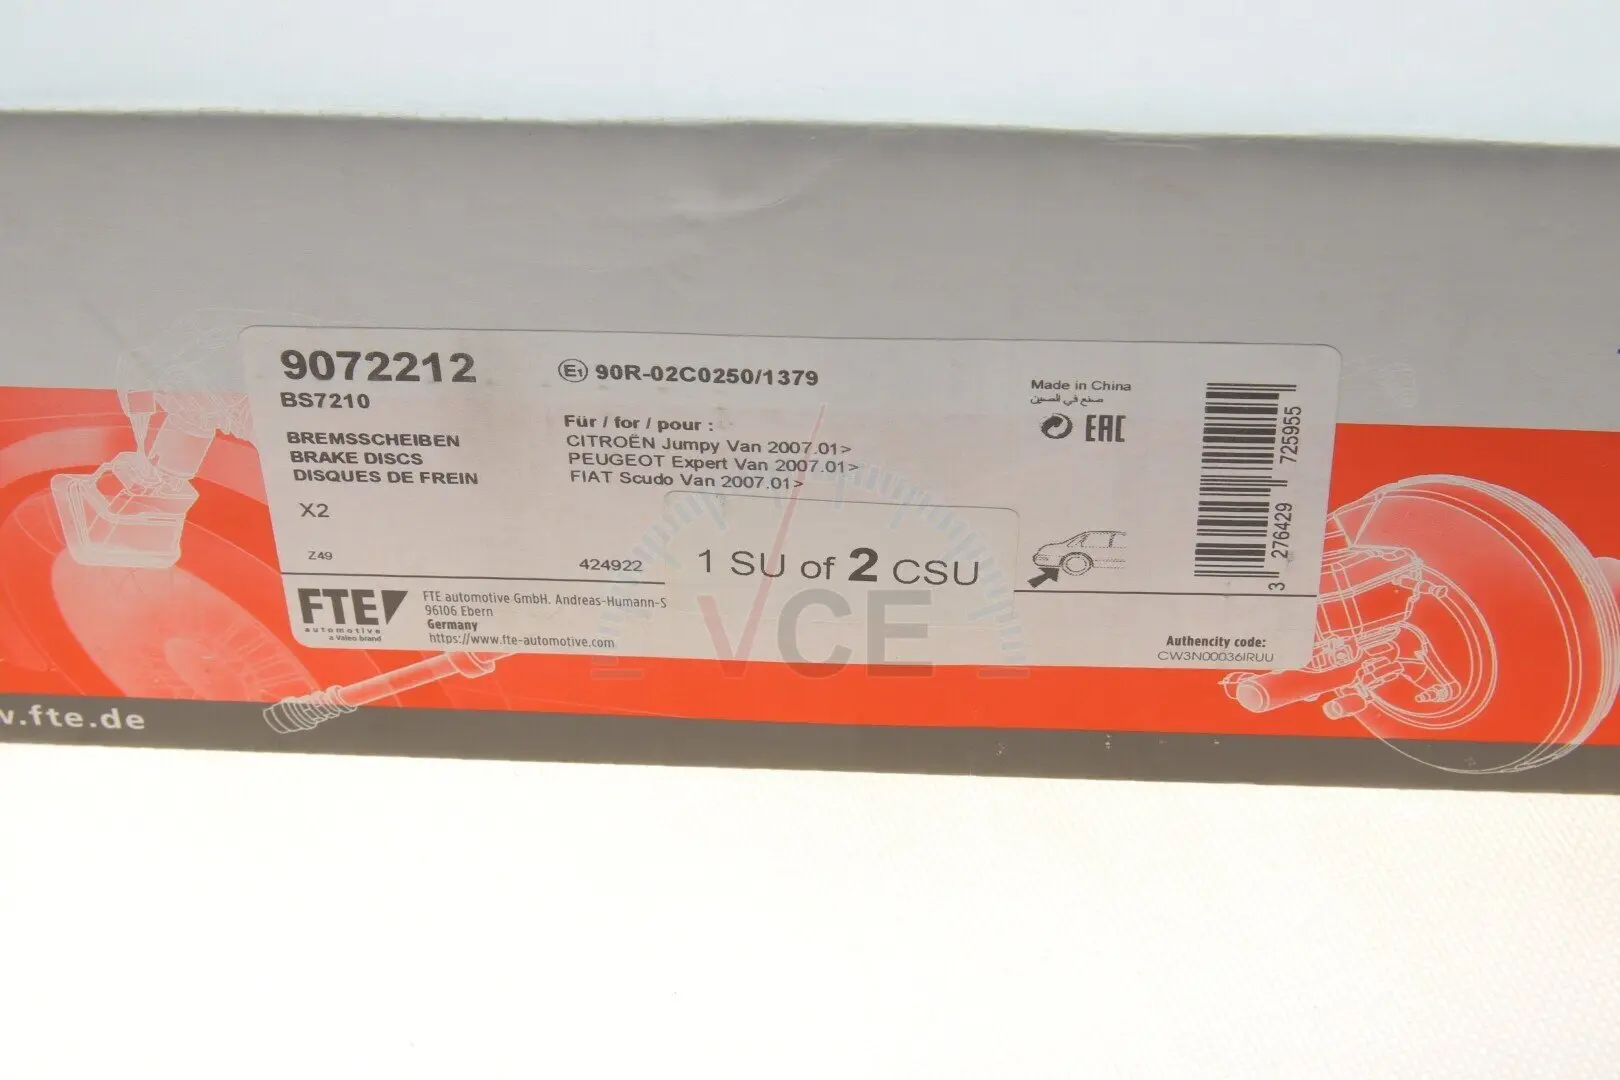 9072212
BS7210
E1 90R-02C0250/1379
BREMSSCHEIBEN
BRAKE DISCS
DISQUES DE FREIN
X2
Z49
424922
Für / for / pour :
CITROËN Jumpy Van 2007.01>
PEUGEOT Expert Van 2007.01>
FIAT Scudo Van 2007.01>
1 SU of 2 CSU
Made in China
صنع في الصين
EAC
3 276429 725955
FTE
automotive
a Valeo brand
FTE automotive GmbH. Andreas-Humann-S
96106 Ebern
Germany
https://www.fte-automotive.com
Authencity code:
CW3N00036IRUU
VCE
v.fte.de